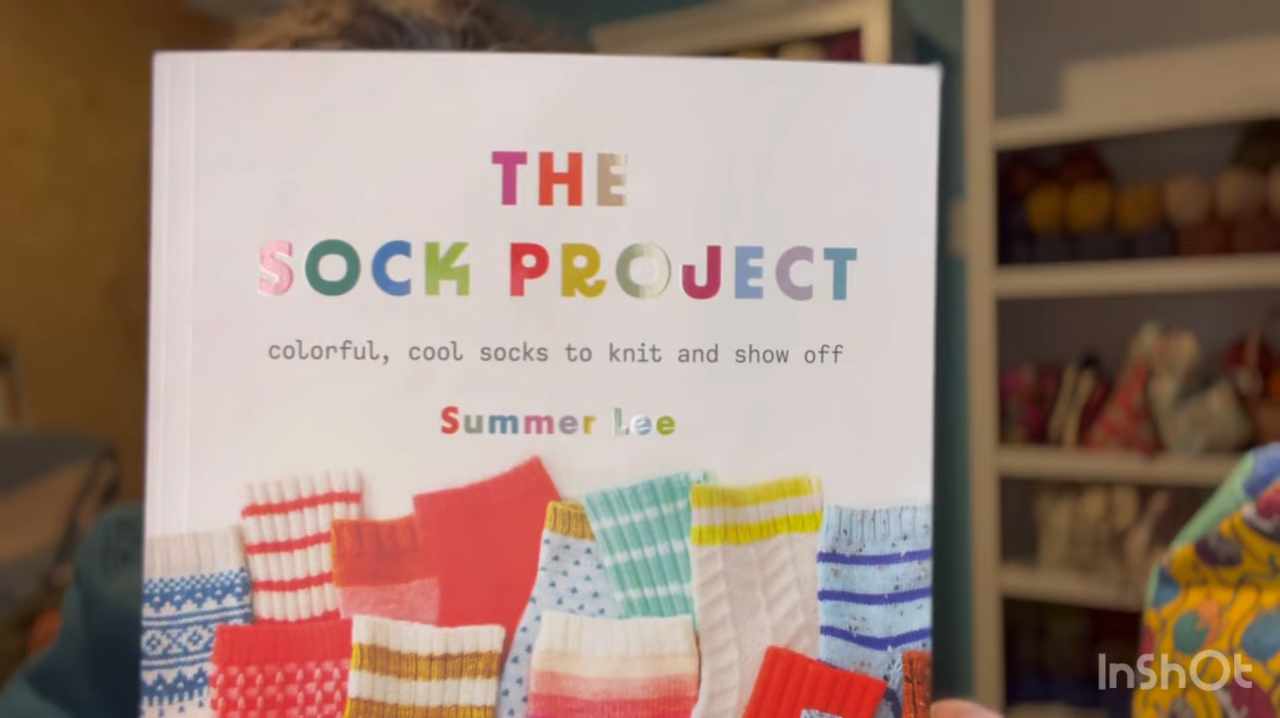 THE
SOCK PROJECT
colorful, cool socks to knit and show off
Summer Lee
InShOt